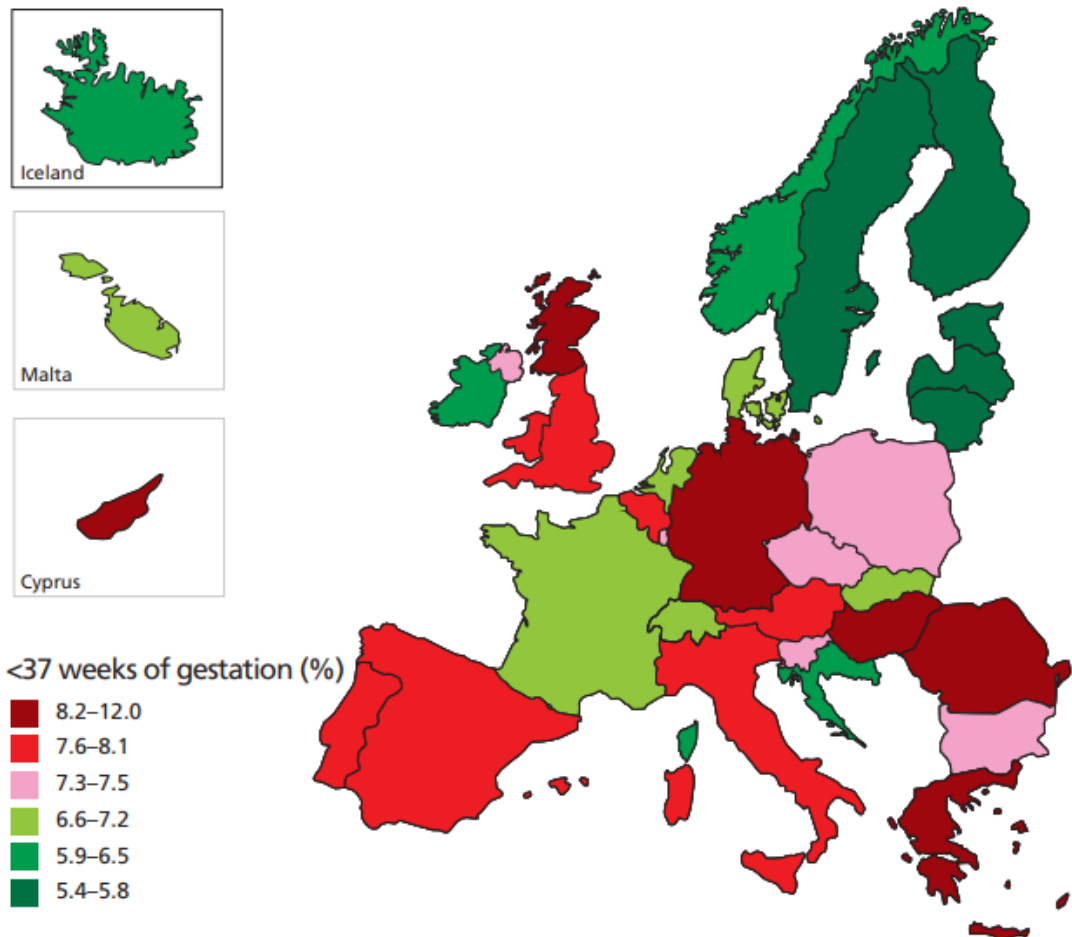 Iceland
Malta
Cyprus
<37 weeks of gestation (%)
8.2–12.0
7.6–8.1
7.3–7.5
6.6–7.2
5.9–6.5
5.4–5.8